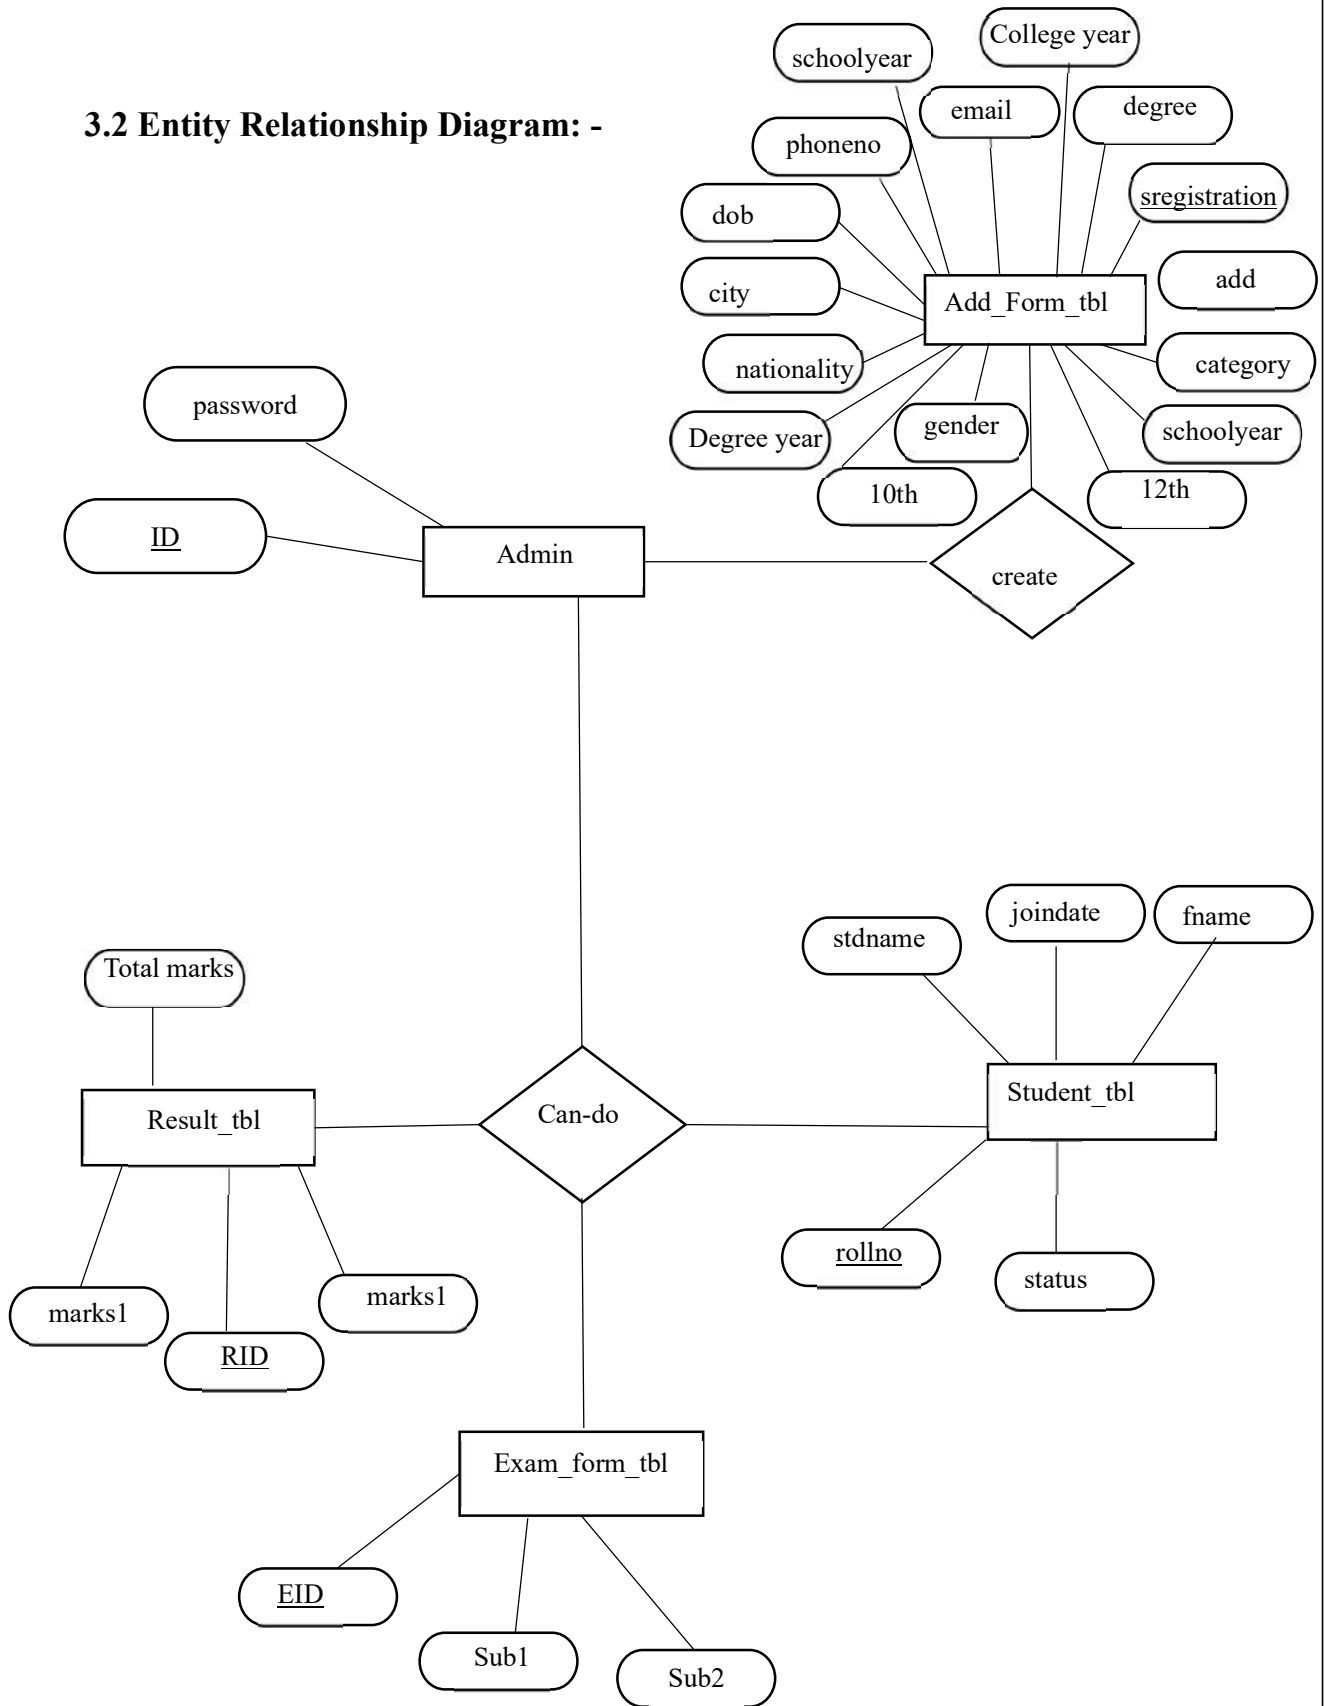 College year
schoolyear
email
degree
3.2 Entity Relationship Diagram: -
phoneno
sregistration
dob
add
city
Add_Form_tbl
nationality
category
password
Degree year
gender
schoolyear
10th
12th
ID
Admin
create
joindate
fname
stdname
Total marks
Student_tbl
Result_tbl
Can-do
rollno
status
marks1
marks1
RID
Exam_form_tbl
EID
Sub1
Sub2